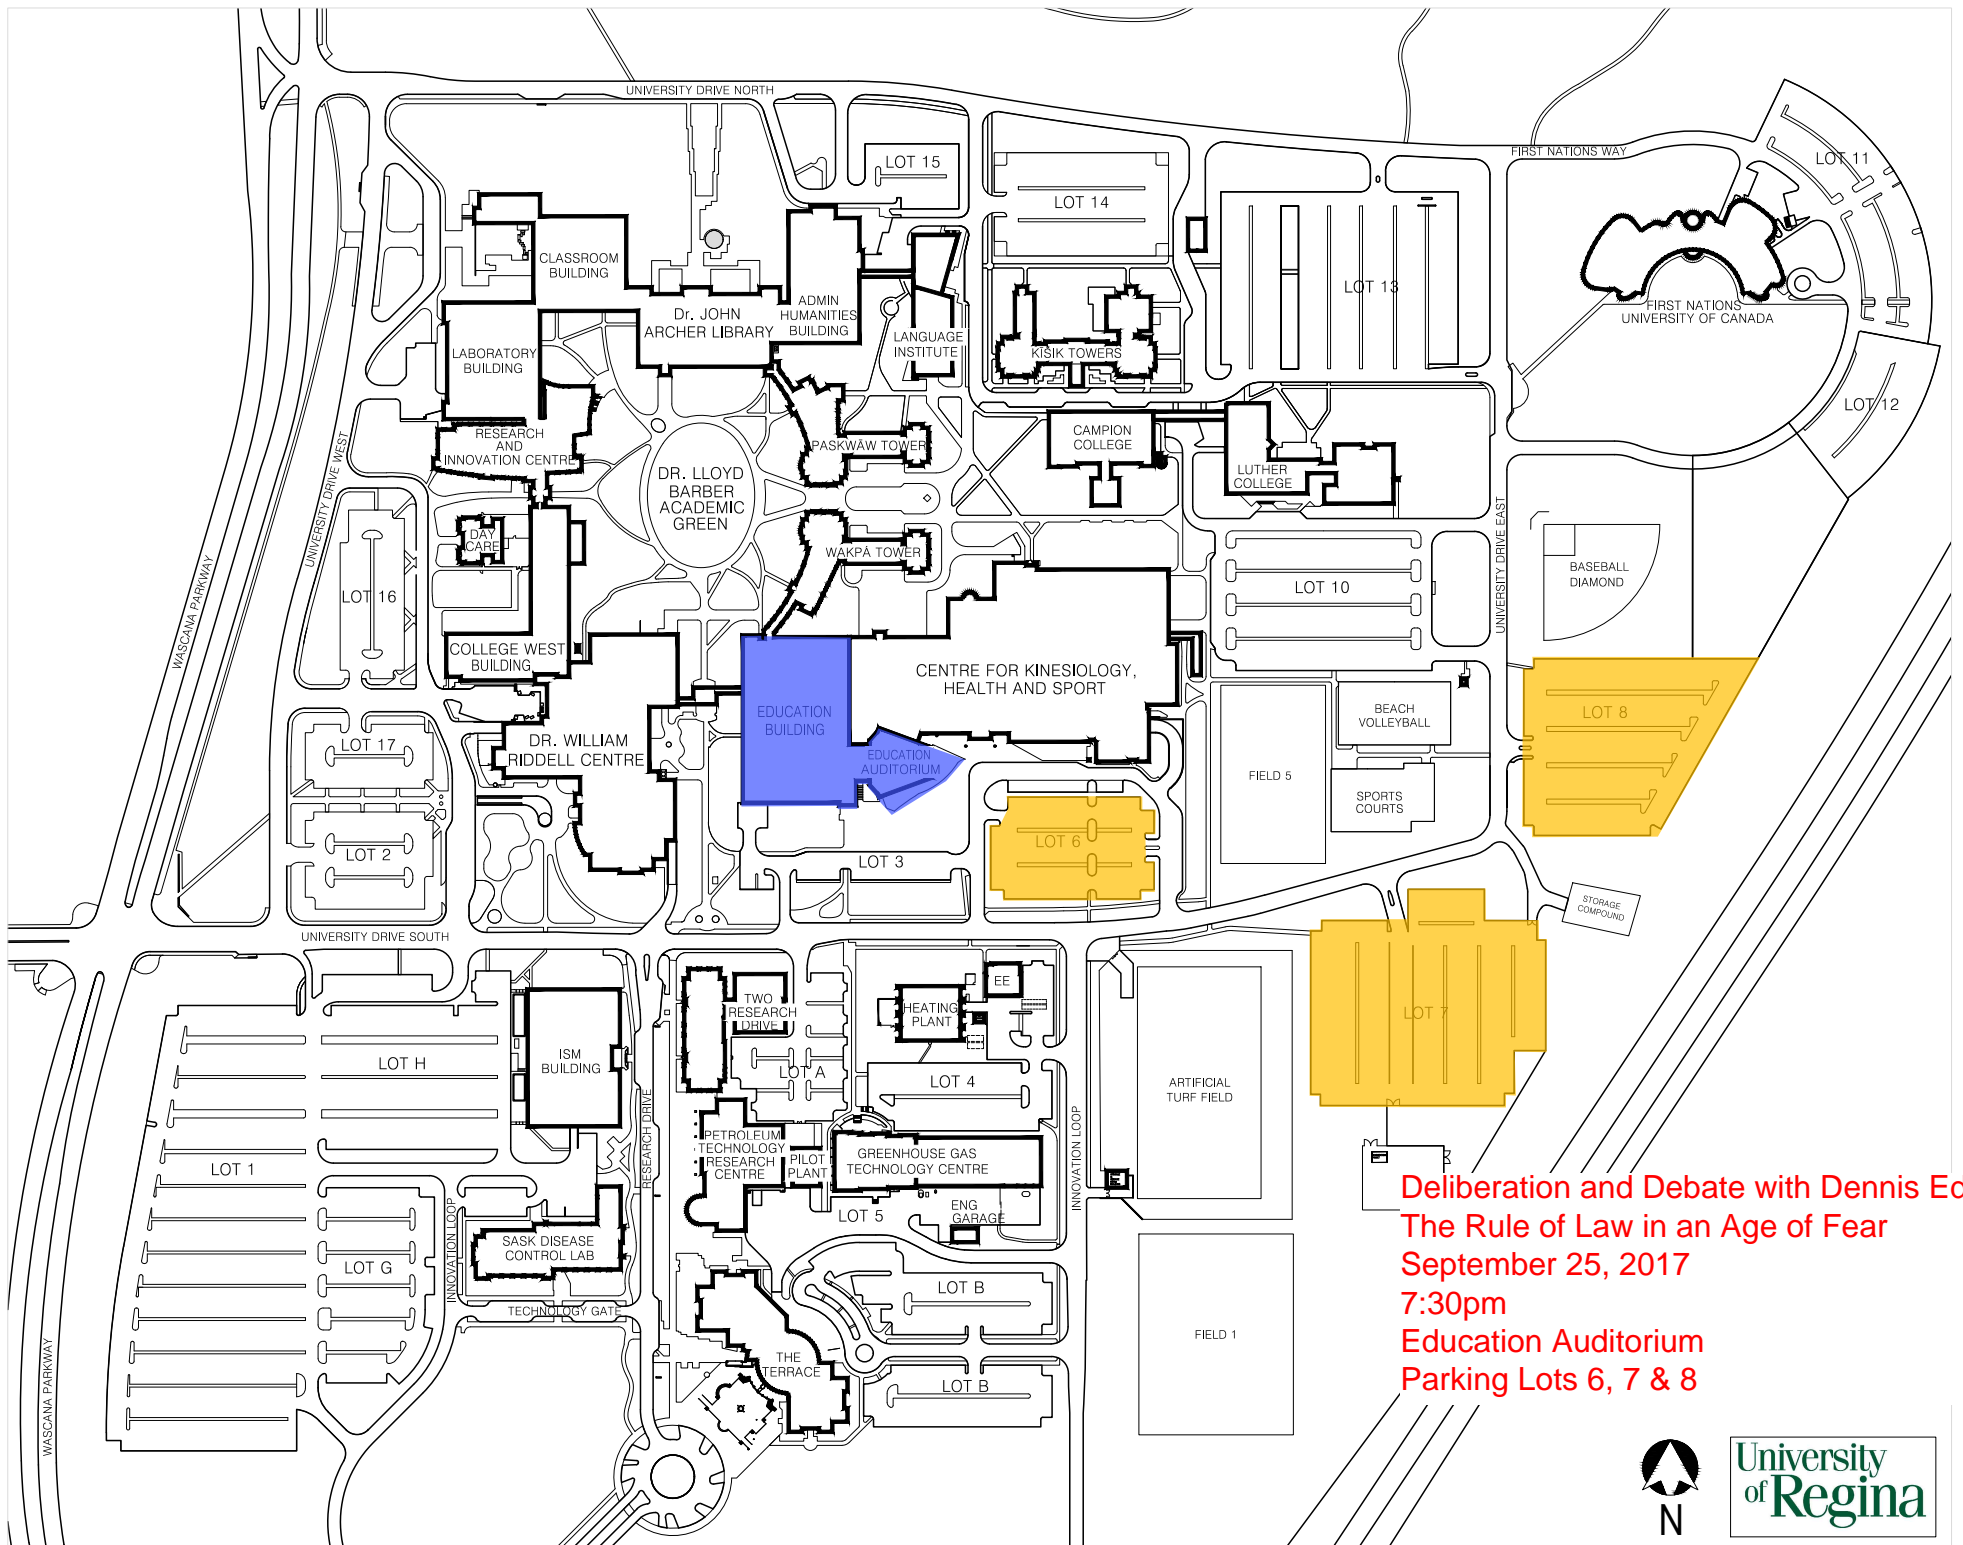 UNIVERSITY DRIVE NORTH
FIRST NATIONS WAY
LOT 11
LOT 15
LOT 14
CLASSROOM
BUILDING
LOT 13
ADMIN
HUMANITIES
BUILDING
Dr. JOHN
ARCHER LIBRARY
FIRST NATIONS
UNIVERSITY OF CANADA
LANGUAGE
INSTITUTE
KĪSIK TOWERS
LABORATORY
BUILDING
LOT 12
RESEARCH
AND
INNOVATION CENTRE
PASKWĀW TOWER
CAMPION
COLLEGE
LUTHER
COLLEGE
DR. LLOYD
BARBER
ACADEMIC
GREEN
UNIVERSITY DRIVE WEST
UNIVERSITY DRIVE EAST
DAY
CARE
WAKPĀ TOWER
BASEBALL
DIAMOND
LOT 10
LOT 16
WASCANA PARKWAY
COLLEGE WEST
BUILDING
CENTRE FOR KINESIOLOGY,
HEALTH AND SPORT
EDUCATION
BUILDING
BEACH
VOLLEYBALL
LOT 8
LOT 17
DR. WILLIAM
RIDDELL CENTRE
EDUCATION
AUDITORIUM
FIELD 5
SPORTS
COURTS
LOT 2
LOT 3
LOT 6
STORAGE
COMPOUND
UNIVERSITY DRIVE SOUTH
TWO
RESEARCH
DRIVE
EE
HEATING
PLANT
LOT 7
LOT H
ISM
BUILDING
LOT A
LOT 4
ARTIFICIAL
TURF FIELD
RESEARCH DRIVE
INNOVATION LOOP
PETROLEUM
TECHNOLOGY
RESEARCH
CENTRE
PILOT
PLANT
GREENHOUSE GAS
TECHNOLOGY CENTRE
LOT 1
LOT 5
ENG
GARAGE
INNOVATION LOOP
SASK DISEASE
CONTROL LAB
LOT G
LOT B
TECHNOLOGY GATE
FIELD 1
THE
TERRACE
LOT B
WASCANA PARKWAY
Deliberation and Debate with Dennis Ed
The Rule of Law in an Age of Fear
September 25, 2017
7:30pm
Education Auditorium
Parking Lots 6, 7 & 8
N
University
of Regina